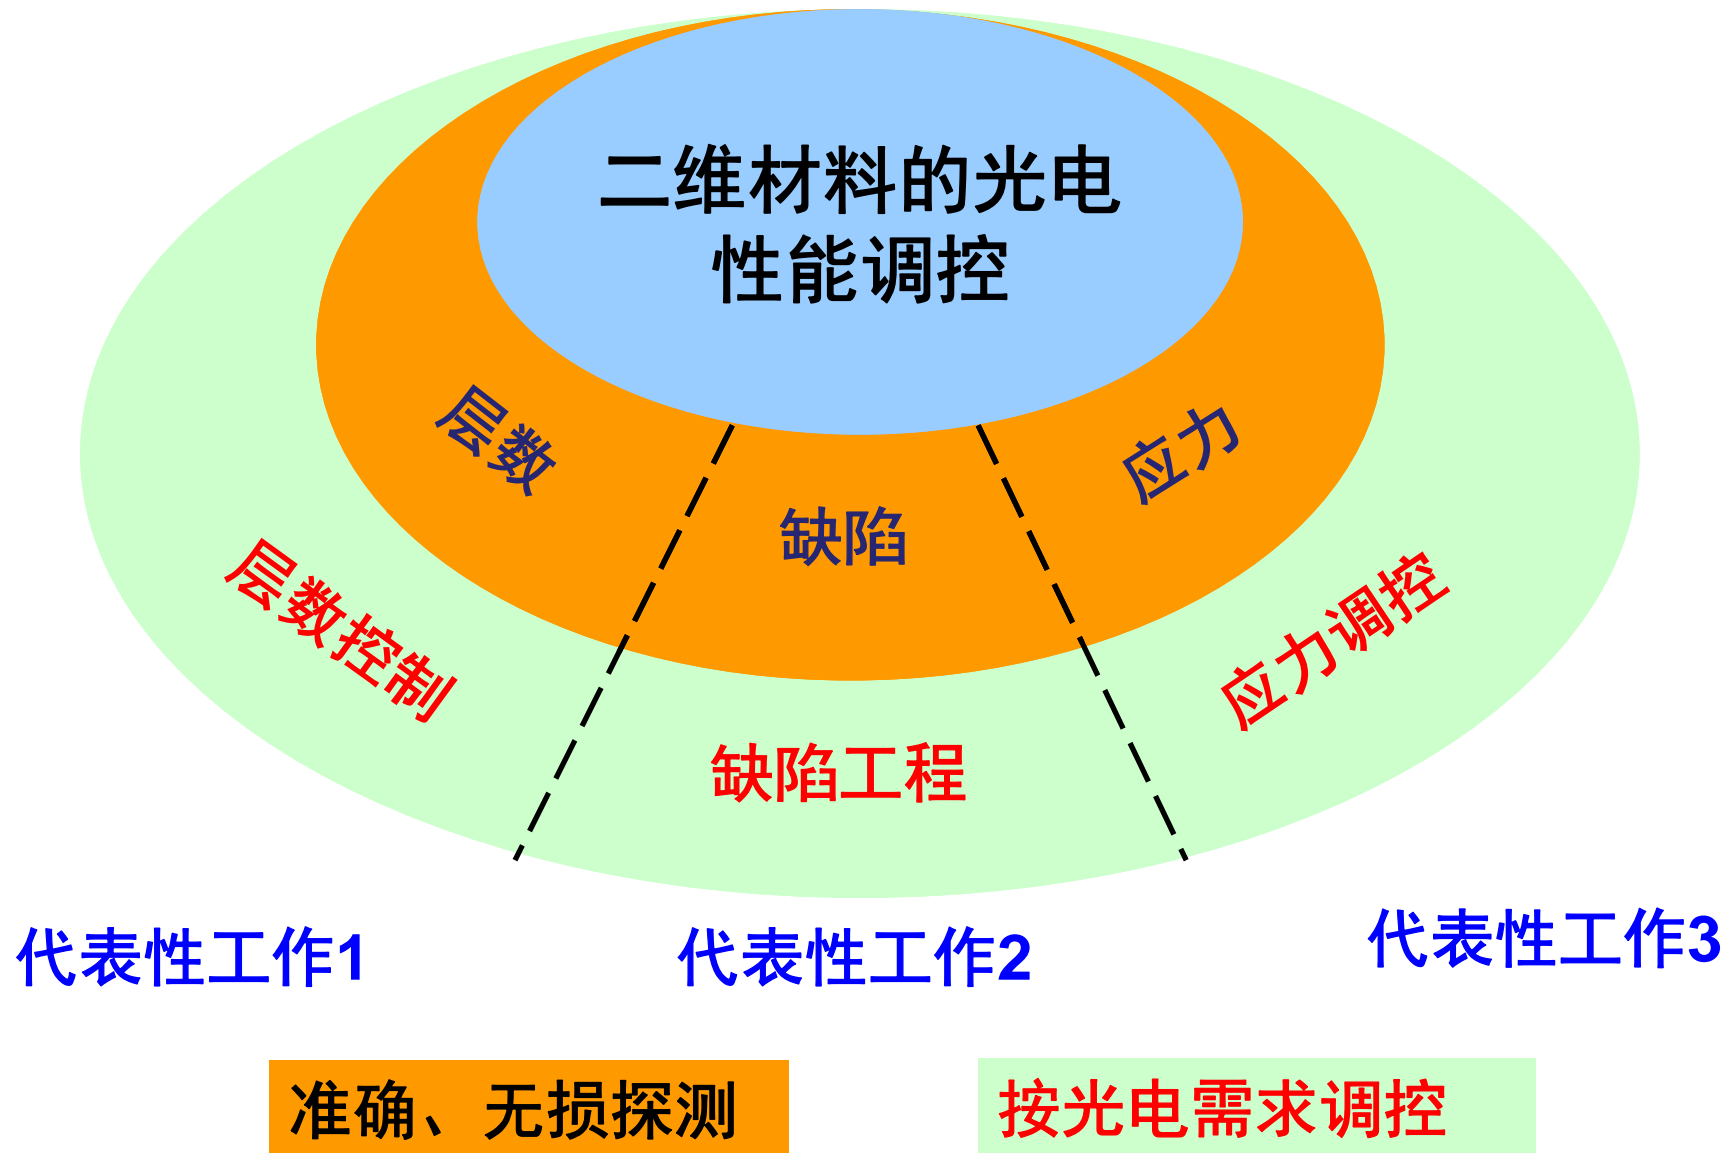 二维材料的光电
性能调控
层数
缺陷
应力
层数控制
缺陷工程
应力调控
代表性工作1
代表性工作2
代表性工作3
准确、无损探测
按光电需求调控